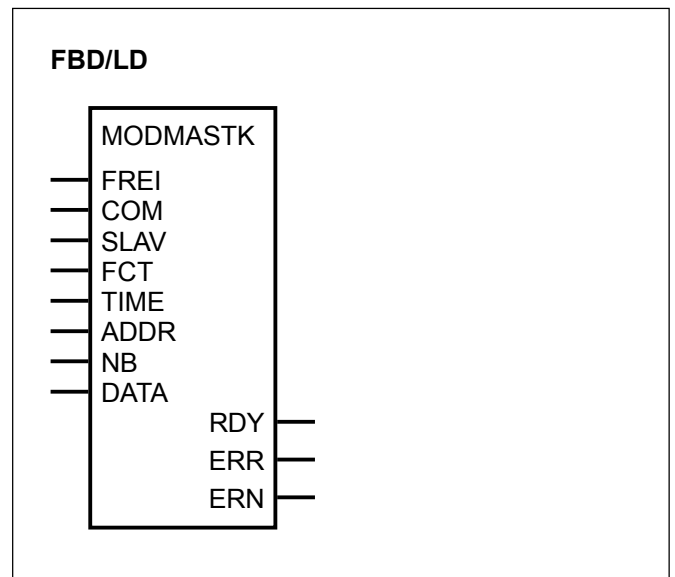 FBD/LD
MODMASTK
FREI
COM
SLAV
FCT
TIME
ADDR
NB
DATA
RDY
ERR
ERN